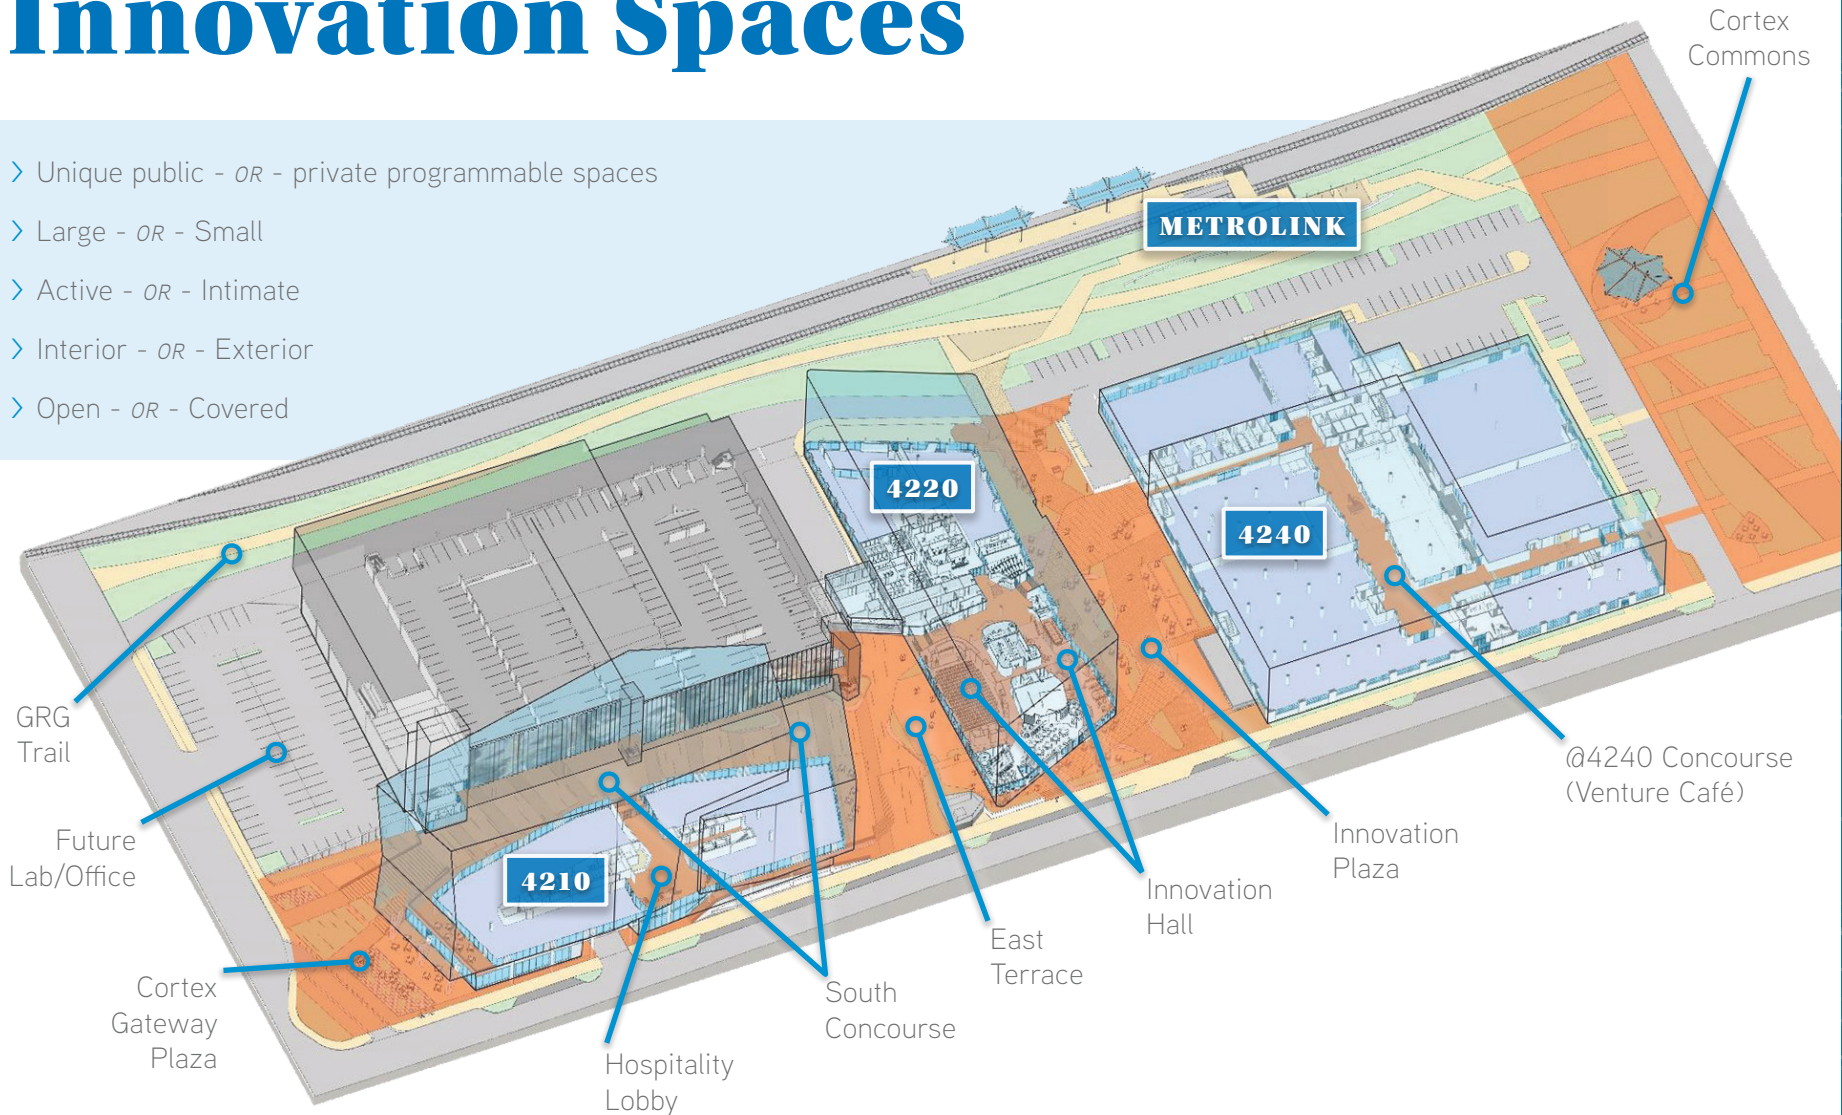 Innovation Spaces
Unique public - OR - private programmable spaces
Large - OR - Small
Active - OR - Intimate
Interior - OR - Exterior
Open - OR - Covered
Cortex
Commons
METROLINK
4220
4240
4210
GRG
Trail
Future
Lab/Office
Cortex
Gateway
Plaza
Hospitality
Lobby
South
Concourse
East
Terrace
Innovation
Hall
Innovation
Plaza
@4240 Concourse
(Venture Café)